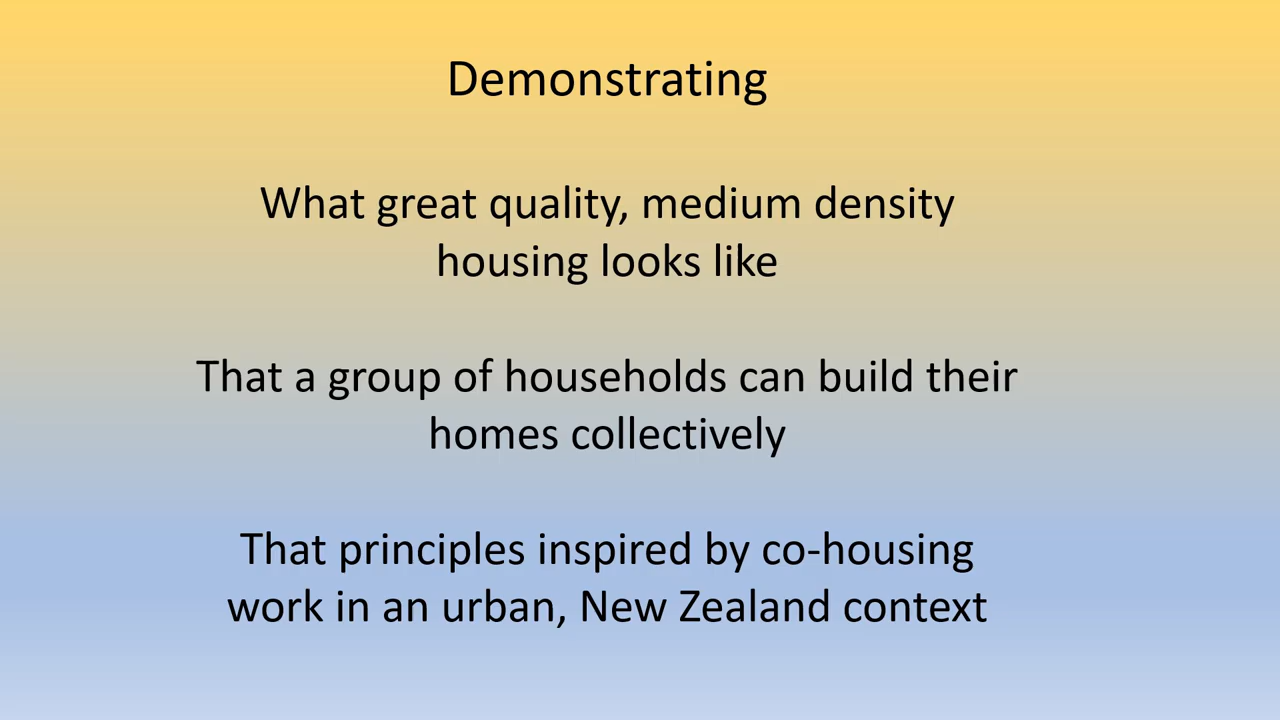 Demonstrating
What great quality, medium density
housing looks like
That a group of households can build their
homes collectively
That principles inspired by co-housing
work in an urban, New Zealand context